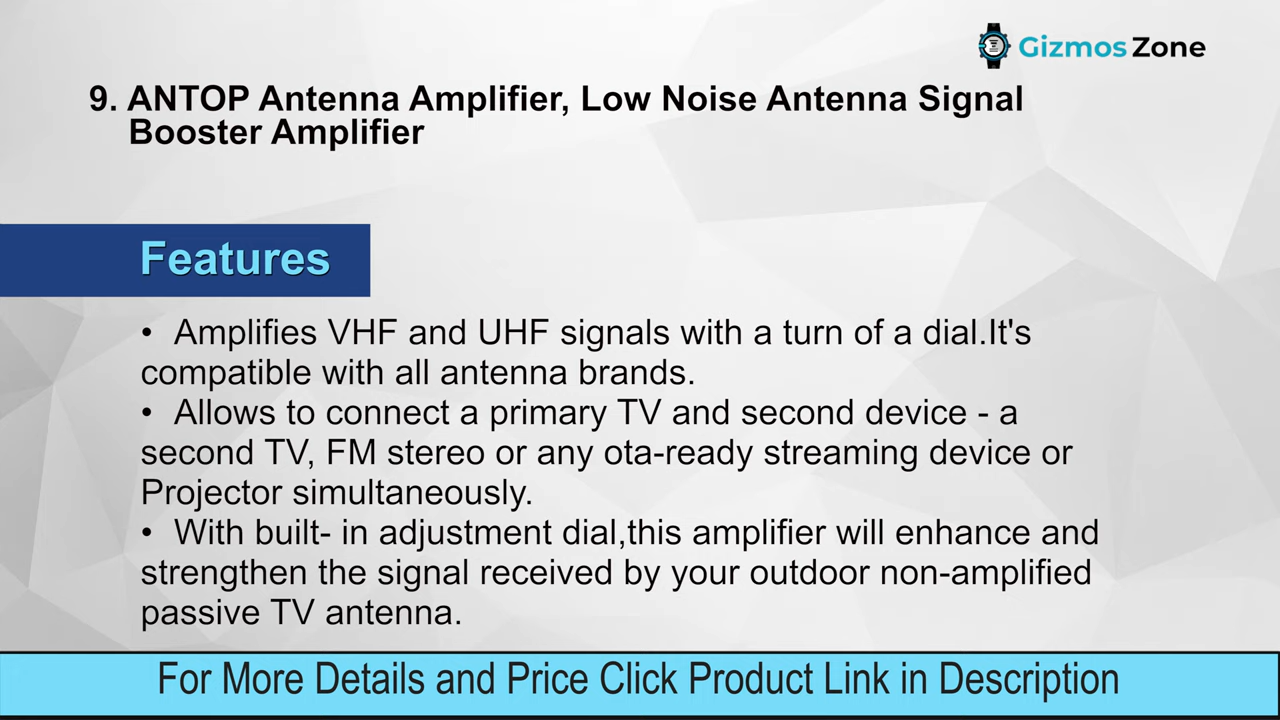 Gizmos Zone
9. ANTOP Antenna Amplifier, Low Noise Antenna Signal
Booster Amplifier
Features
• Amplifies VHF and UHF signals with a turn of a dial.It's
compatible with all antenna brands.
• Allows to connect a primary TV and second device - a
second TV, FM stereo or any ota-ready streaming device or
Projector simultaneously.
• With built- in adjustment dial,this amplifier will enhance and
strengthen the signal received by your outdoor non-amplified
passive TV antenna.
For More Details and Price Click Product Link in Description